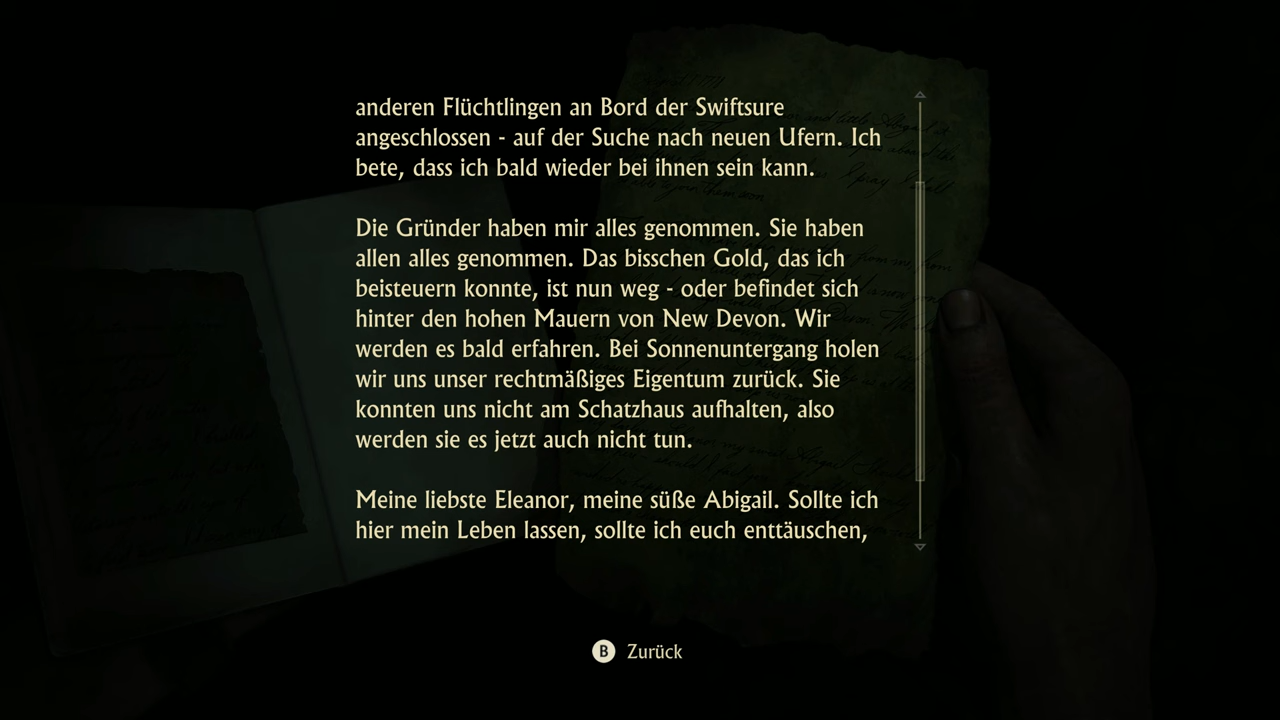 anderen Flüchtlingen an Bord der Swiftsure
angeschlossen - auf der Suche nach neuen Ufern. Ich
bete, dass ich bald wieder bei ihnen sein kann.
Die Gründer haben mir alles genommen. Sie haben
allen alles genommen. Das bisschen Gold, das ich
beisteuern konnte, ist nun weg - oder befindet sich
hinter den hohen Mauern von New Devon. Wir
werden es bald erfahren. Bei Sonnenuntergang holen
wir uns unser rechtmäßiges Eigentum zurück. Sie
konnten uns nicht am Schatzhaus aufhalten, also
werden sie es jetzt auch nicht tun.
Meine liebste Eleanor, meine süße Abigail. Sollte ich
hier mein Leben lassen, sollte ich euch enttäuschen,
B Zurück